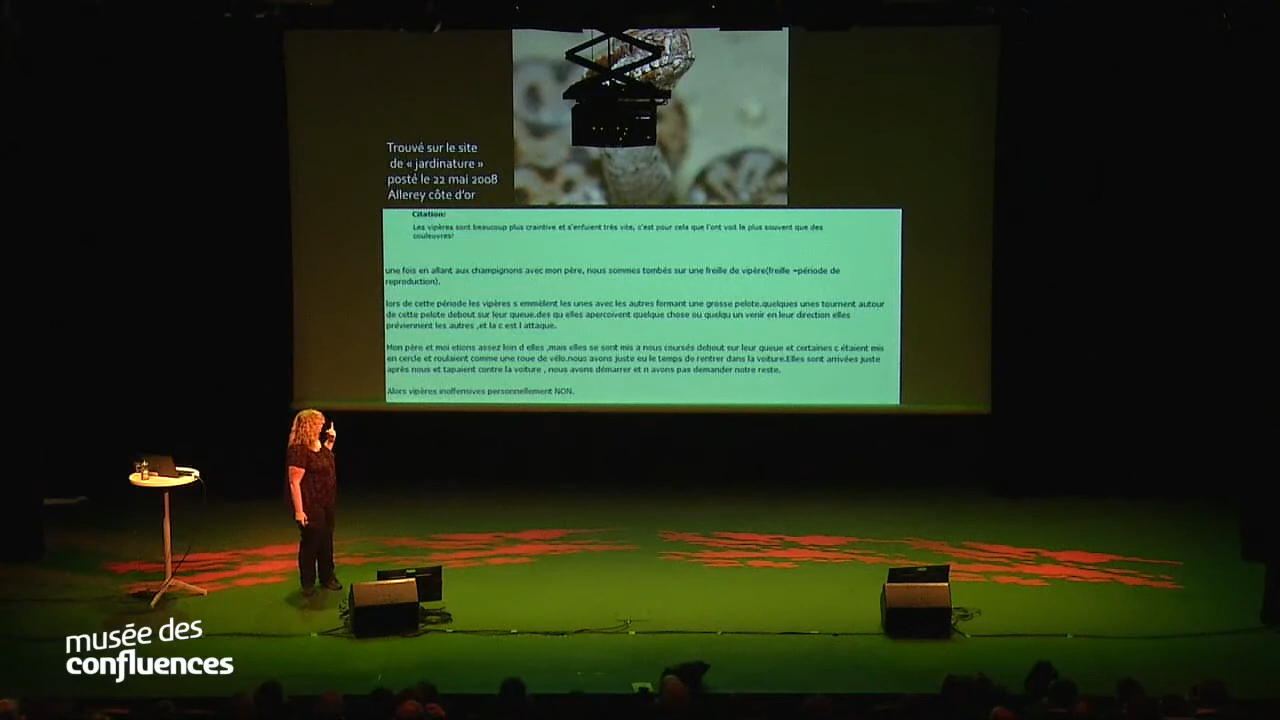 Trouvé sur le site
de « jardinature »
posté le 22 mai 2008
Allerey côte d'or
Citation:
Les vipères sont beaucoup plus craintive et s'enfuient très vite, c'est pour cela que l'ont voit le plus souvent que des
couleuvres!
une fois en allant aux champignons avec mon père, nous sommes tombés sur une freille de vipère(freille =période de
reproduction).
lors de cette période les vipères s emmèlent les unes avec les autres formant une grosse pelote.quelques unes tournent autour
de cette pelote debout sur leur queue.des qu elles apercoivent quelque chose ou quelqu un venir en leur direction elles
préviennent les autres ,et la c est l attaque.
Mon père et moi etions assez loin d elles ,mais elles se sont mis a nous coursés debout sur leur queue et certaines c étaient mis
en cercle et roulaient comme une roue de vélo.nous avons juste eu le temps de rentrer dans la voiture.Elles sont arrivées juste
après nous et tapaient contre la voiture , nous avons démarrer et n avons pas demander notre reste.
Alors vipères inoffensives personnellement NON.
musée des
confluences